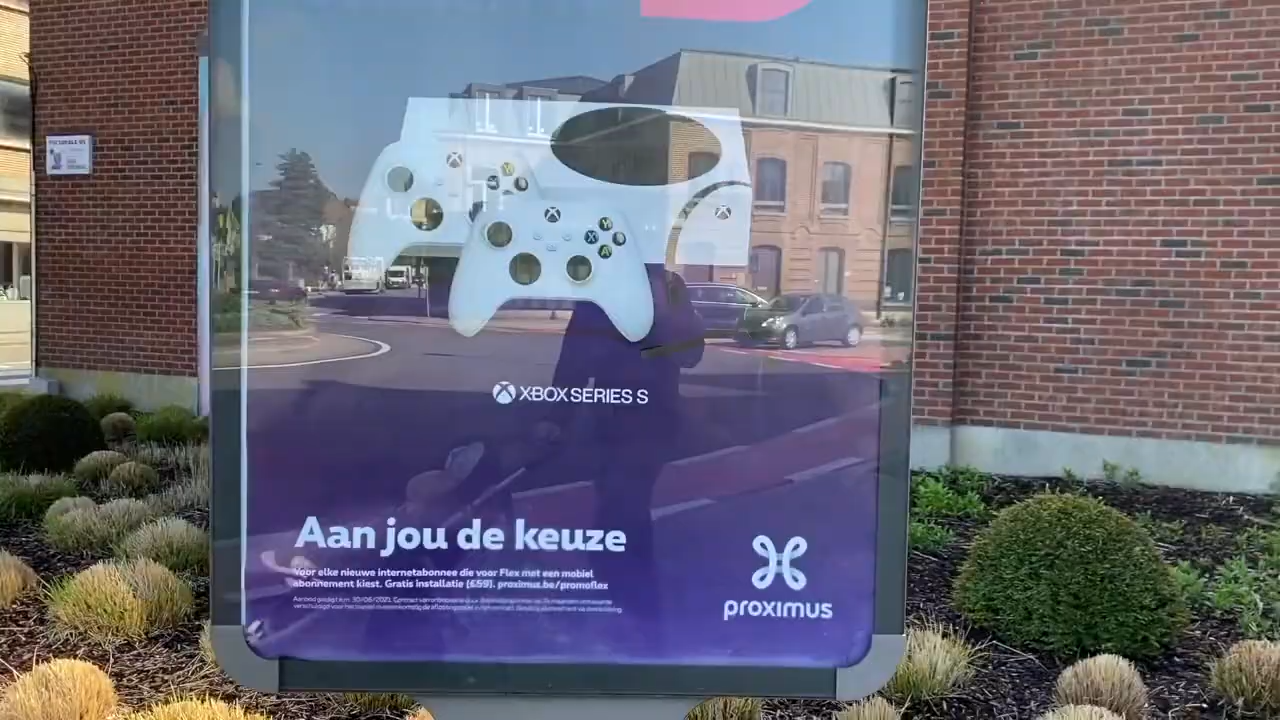 XBOX SERIES S
Aan jou de keuze
Voor elke nieuwe internetabonnee die voor Flex met een mobiel
abonnement kiest. Gratis installatie (€59). proximus.be/promoflex
proximus